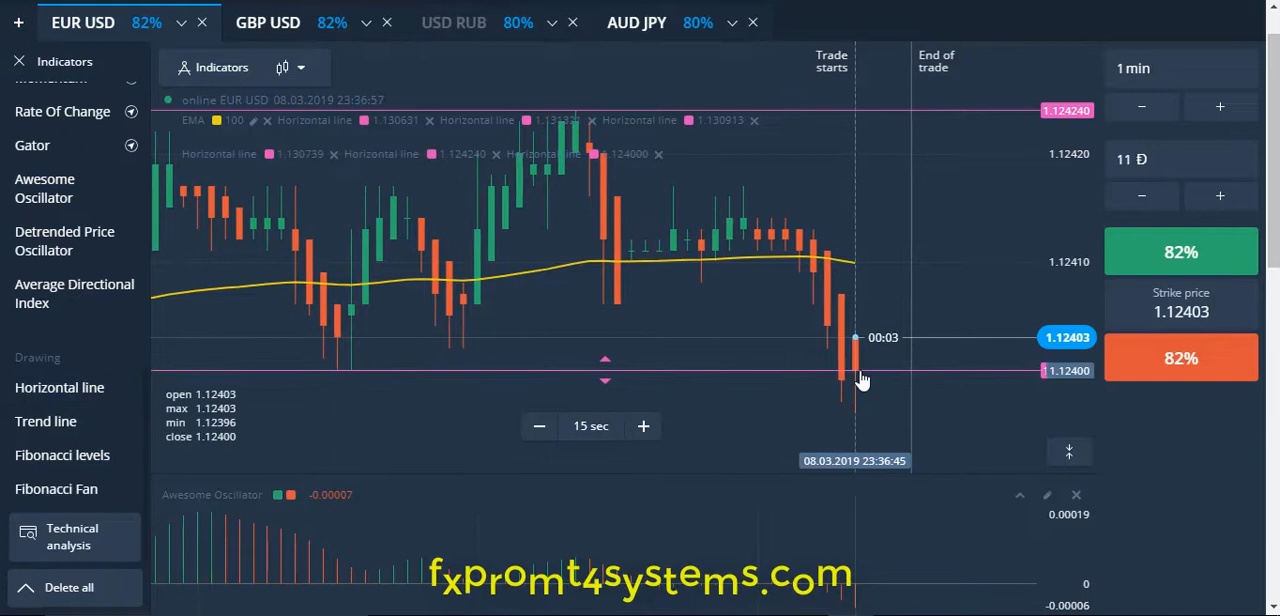 + EUR USD 82% GBP USD 82% USD RUB 80% AUD JPY 80%
Indicators
Rate Of Change
Gator
Awesome
Oscillator
Detrended Price
Oscillator
Average Directional
Index
Drawing
Horizontal line
Trend line
Fibonacci levels
Fibonacci Fan
Technical
analysis
Delete all
Indicators
Trade
starts
End of
trade
online EUR USD 08.03.2019 23:36:57
EMA 100 Horizontal line 1.130631 Horizontal line Horizontal line 1.130913
Horizontal line 1.130739 Horizontal line 1.124240 Horizontal line 1.124000
1.124240
1.12420
1.12410
00:03
1.12403
1.12400
open 1.12403
max 1.12403
min 1.12396
close 1.12400
− 15 sec +
08.03.2019 23:36:45
Awesome Oscillator -0.00007
0.00019
0
-0.00006
1 min
− +
11 Đ
− +
82%
Strike price
1.12403
82%
fxpromt4systems.com